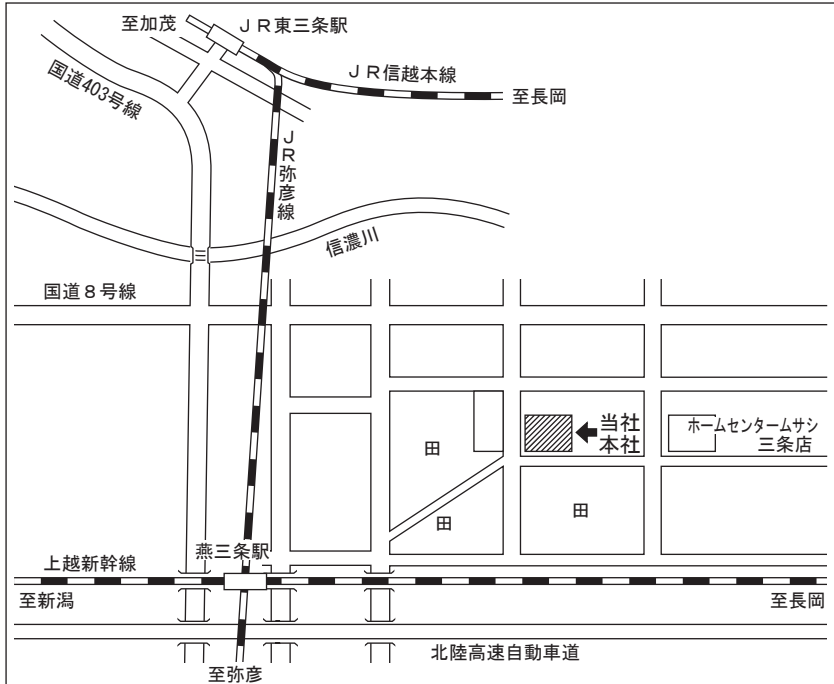 至加茂
ＪＲ東三条駅
ＪＲ信越本線
至長岡
国道403号線
ＪＲ弥彦線
信濃川
国道８号線
当社
本社
ホームセンタームサシ
三条店
田
田
田
燕三条駅
上越新幹線
至新潟
至長岡
北陸高速自動車道
至弥彦